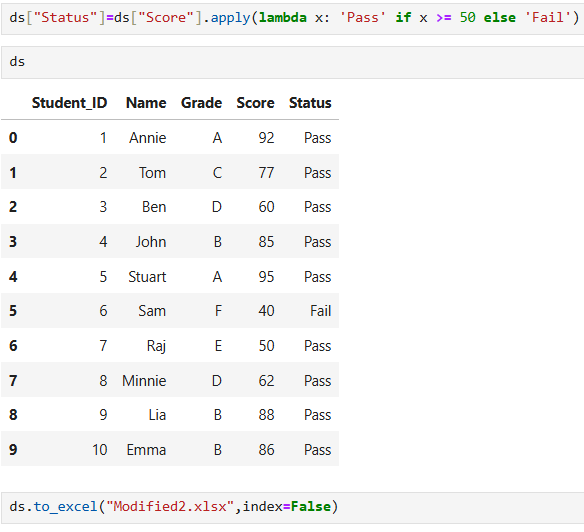 ds["Status"]=ds["Score"].apply(lambda x: 'Pass' if x >= 50 else 'Fail')
ds
Student_ID Name Grade Score Status
0 1 Annie A 92 Pass
1 2 Tom C 77 Pass
2 3 Ben D 60 Pass
3 4 John B 85 Pass
4 5 Stuart A 95 Pass
5 6 Sam F 40 Fail
6 7 Raj E 50 Pass
7 8 Minnie D 62 Pass
8 9 Lia B 88 Pass
9 10 Emma B 86 Pass
ds.to_excel("Modified2.xlsx",index=False)